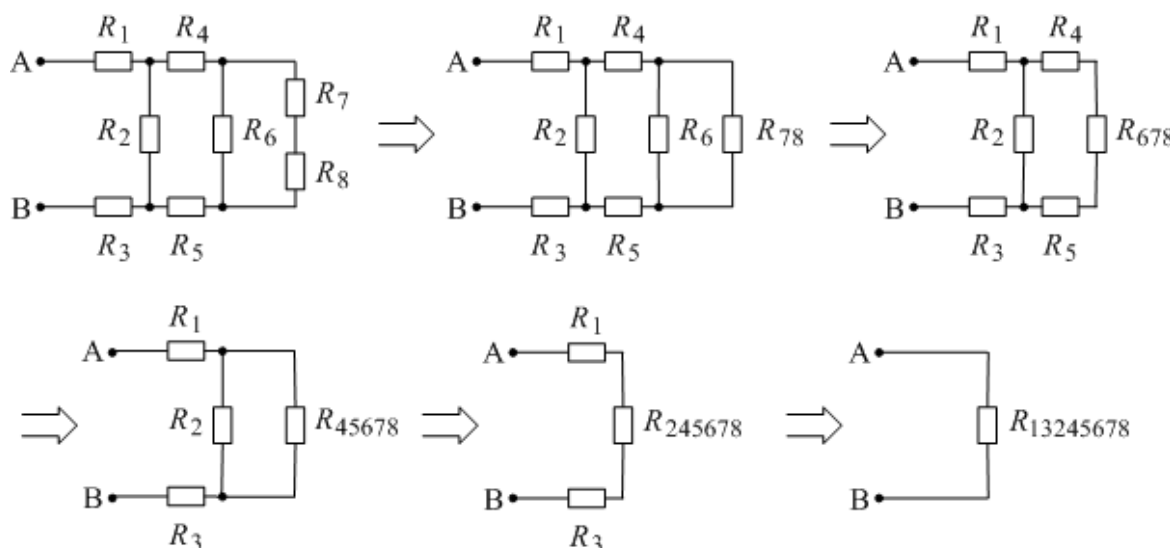 R1 R4 R1 R4 R1 R4
A A A
R2 R6 R7 R2 R6 R78 R2 R678
R8
B B B
R3 R5 R3 R5 R3 R5
R1 R1
A A A
R2 R45678 R245678 R13245678
B B B
R3 R3